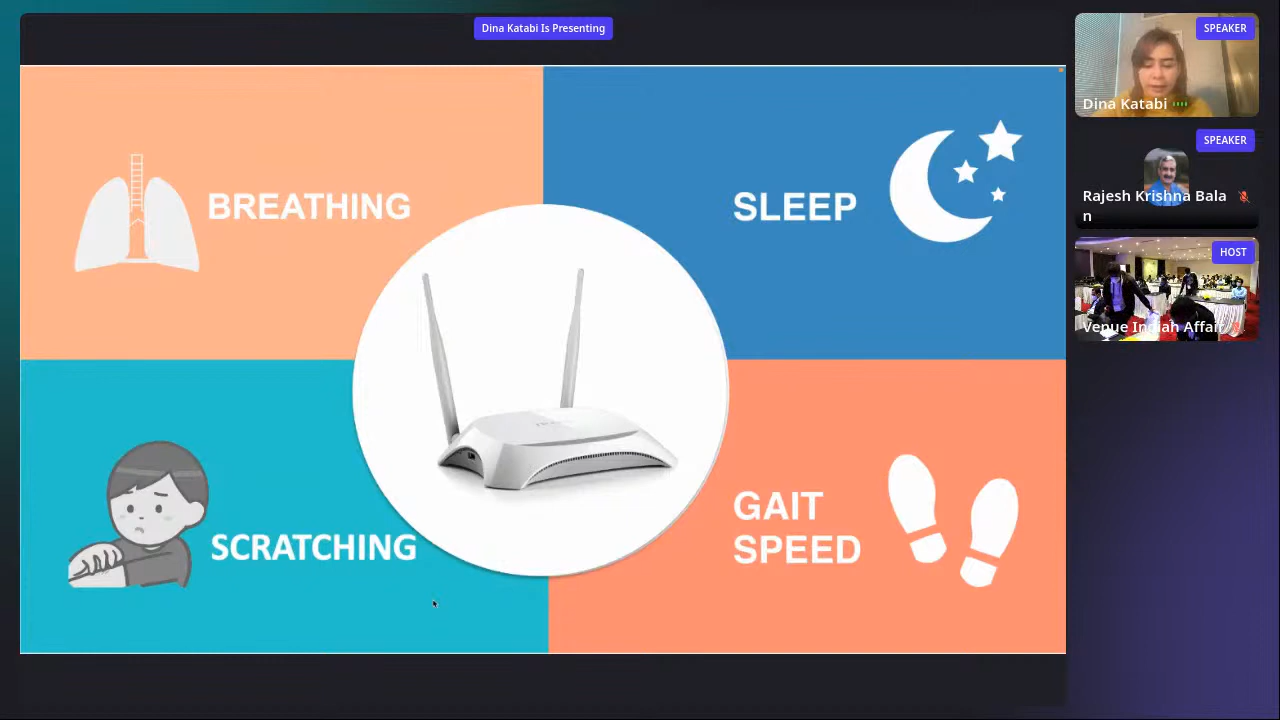 Dina Katabi Is Presenting
BREATHING
SLEEP
SCRATCHING
GAIT
SPEED
SPEAKER
Dina Katabi
SPEAKER
Rajesh Krishna Bala
n
HOST
Venue Indiah Affair